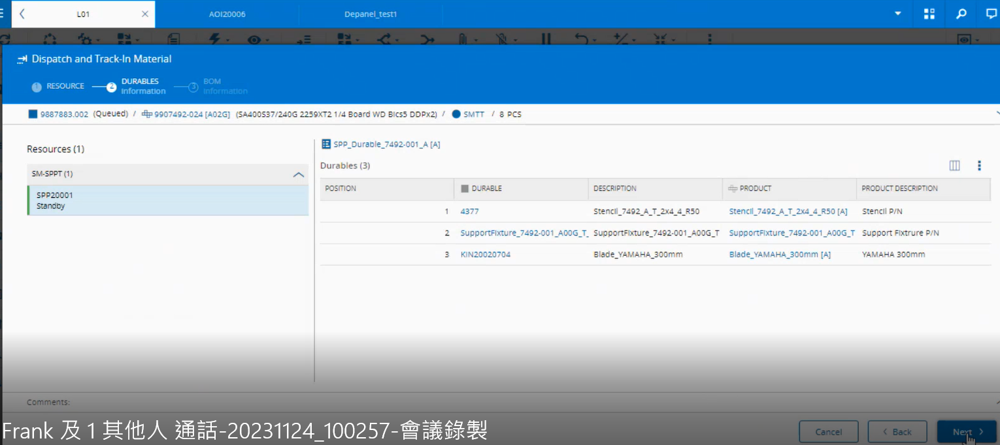 L01
AOI20006
Depanel_test1
Dispatch and Track-In Material
1 RESOURCE
2 DURABLES Information
3 BOM Information
9887883.002 (Queued) / 9907492-024 [A02G] (SA400S37/240G 2259XT2 1/4 Board WD Bics5 DDPx2) / SMTT / 8 PCS
Resources (1)
SM-SPPT (1)
SPP20001
Standby
SPP_Durable_7492-001_A [A]
Durables (3)
POSITION DURABLE DESCRIPTION PRODUCT PRODUCT DESCRIPTION
1 4377 Stencil_7492_A_T_2x4_4_R50 Stencil_7492_A_T_2x4_4_R50 [A] Stencil P/N
2 SupportFixture_7492-001_A00G_T_ SupportFixture_7492-001_A00G_T SupportFixture_7492-001_A00G_T Support Fixtrure P/N
3 KIN20020704 Blade_YAMAHA_300mm Blade_YAMAHA_300mm [A] YAMAHA 300mm
Comments:
Frank 及 1 其他人 通話-20231124_100257-會議錄製
Cancel
Back
Next